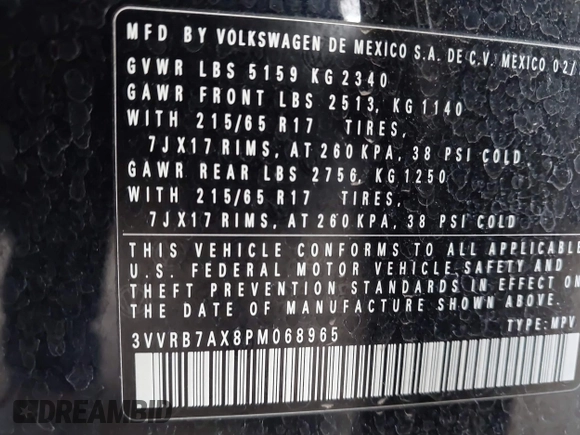 MFD BY VOLKSWAGEN DE MEXICO S.A. DE C.V. MEXICO 02/
GVWR LBS 5159 KG 2340
GAWR FRONT LBS 2513, KG 1140
WITH 215/65 R17 TIRES,
7JX17 RIMS, AT 260 KPA, 38 PSI COLD
GAWR REAR LBS 2756, KG 1250
WITH 215/65 R17 TIRES,
7JX17 RIMS, AT 260 KPA, 38 PSI COLD
THIS VEHICLE CONFORMS TO ALL APPLICABLE
U.S. FEDERAL MOTOR VEHICLE SAFETY AND
THEFT PREVENTION STANDARDS IN EFFECT ON
THE DATE OF MANUFACTURE SHOWN ABOVE.
3VVRB7AX8PM068965 TYPE: MPV
DREAMBID